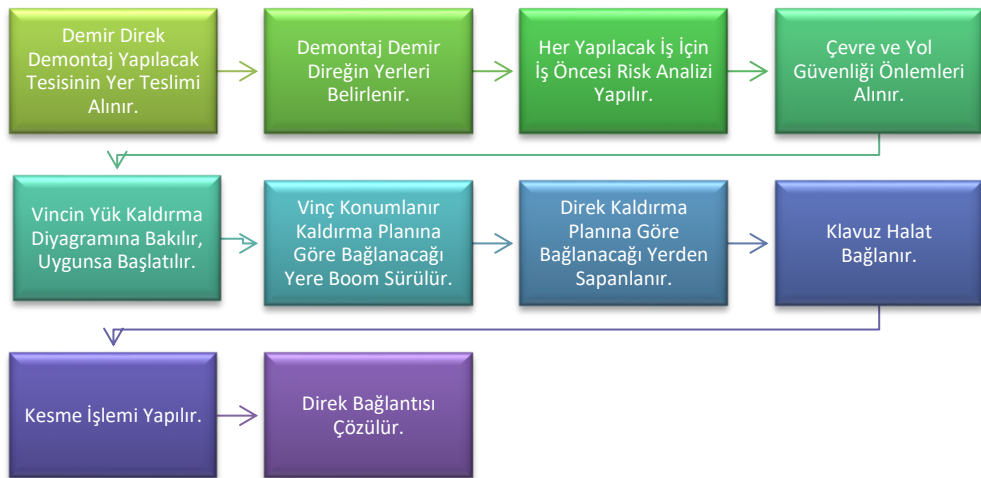 Demir Direk
Demontaj Yapılacak
Tesisinin Yer Teslimi
Alınır.
Demontaj Demir
Direğin Yerleri
Belirlenir.
Her Yapılacak İş İçin
İş Öncesi Risk Analizi
Yapılır.
Çevre ve Yol
Güvenliği Önlemleri
Alınır.
Vincin Yük Kaldırma
Diyagramına Bakılır,
Uygunsa Başlatılır.
Vinç Konumlanır
Kaldırma Planına
Göre Bağlanacağı
Yere Boom Sürülür.
Direk Kaldırma
Planına Göre
Bağlanacağı Yerden
Sapanlanır.
Klavuz Halat
Bağlanır.
Kesme İşlemi Yapılır.
Direk Bağlantısı
Çözülür.